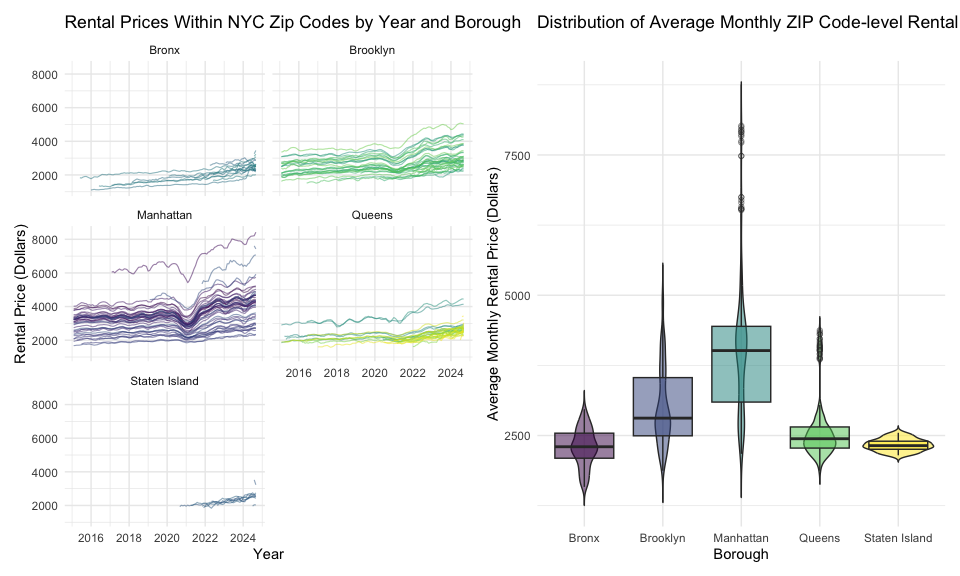 Rental Prices Within NYC Zip Codes by Year and Borough
Bronx
Brooklyn
8000
6000
4000
2000
Manhattan
Queens
8000
6000
4000
2000
2016 2018 2020 2022 2024
Staten Island
8000
6000
4000
2000
2016 2018 2020 2022 2024
Year
Rental Price (Dollars)
Distribution of Average Monthly ZIP Code-level Rental
Average Monthly Rental Price (Dollars)
7500
5000
2500
Bronx Brooklyn Manhattan Queens Staten Island
Borough